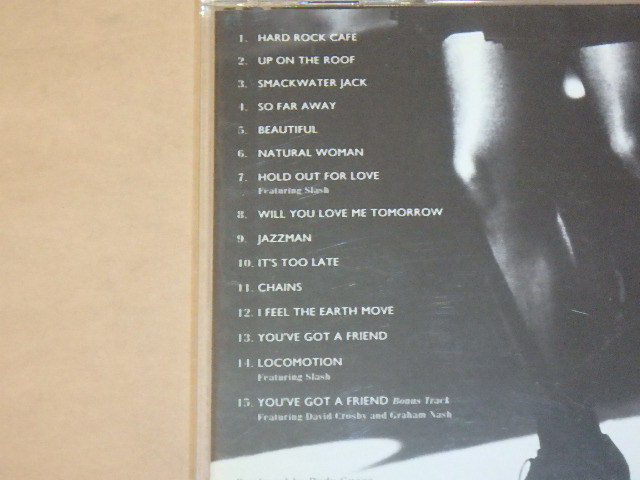 1. HARD ROCK CAFE
2. UP ON THE ROOF
3. SMACKWATER JACK
4. SO FAR AWAY
5. BEAUTIFUL
6. NATURAL WOMAN
7. HOLD OUT FOR LOVE
Featuring Slash
8. WILL YOU LOVE ME TOMORROW
9. JAZZMAN
10. IT'S TOO LATE
11. CHAINS
12. I FEEL THE EARTH MOVE
13. YOU'VE GOT A FRIEND
14. LOCOMOTION
Featuring Slash
15. YOU'VE GOT A FRIEND Bonus Track
Featuring David Crosby and Graham Nash